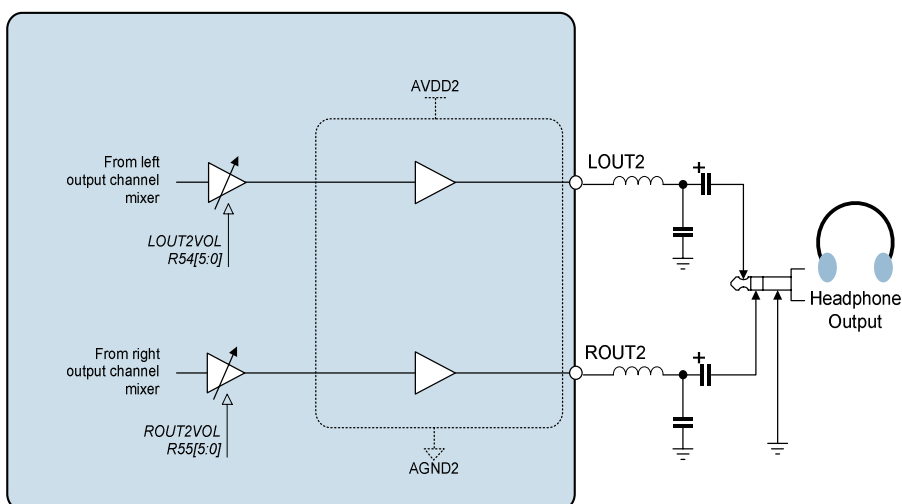 AVDD2
LOUT2
From left
output channel
mixer
+
LOUT2VOL
R54[5:0]
Headphone
Output
From right
output channel
mixer
ROUT2
+
ROUT2VOL
R55[5:0]
AGND2